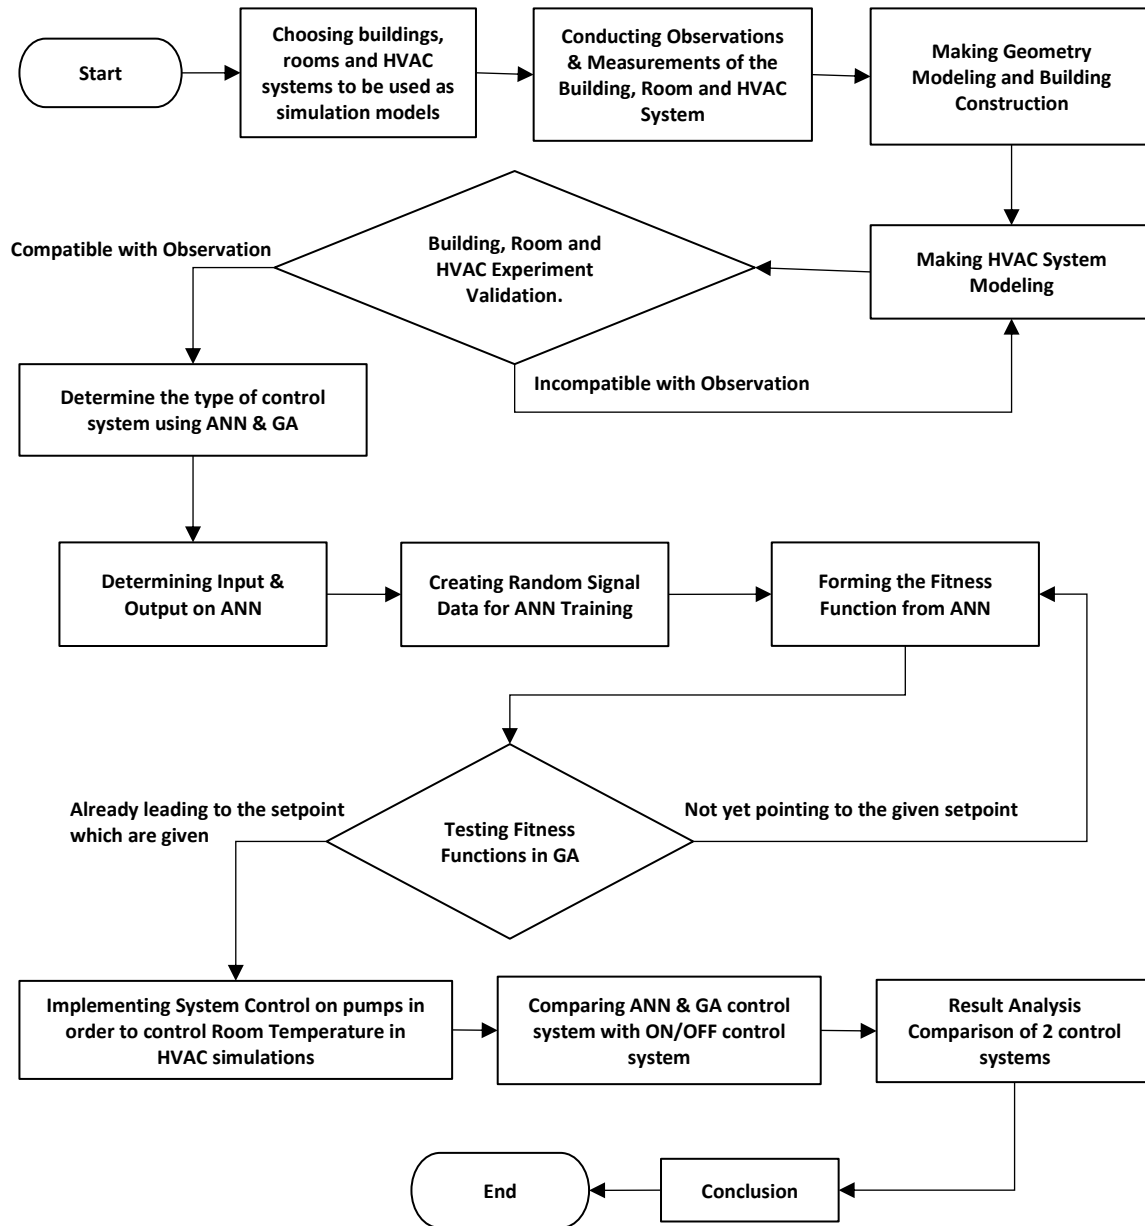 Start
Choosing buildings,
rooms and HVAC
systems to be used as
simulation models
Conducting Observations
& Measurements of the
Building, Room and HVAC
System
Making Geometry
Modeling and Building
Construction
Compatible with Observation
Building, Room and
HVAC Experiment
Validation.
Making HVAC System
Modeling
Incompatible with Observation
Determine the type of control
system using ANN & GA
Determining Input &
Output on ANN
Creating Random Signal
Data for ANN Training
Forming the Fitness
Function from ANN
Already leading to the setpoint
which are given
Testing Fitness
Functions in GA
Not yet pointing to the given setpoint
Implementing System Control on pumps in
order to control Room Temperature in
HVAC simulations
Comparing ANN & GA control
system with ON/OFF control
system
Result Analysis
Comparison of 2 control
systems
End
Conclusion